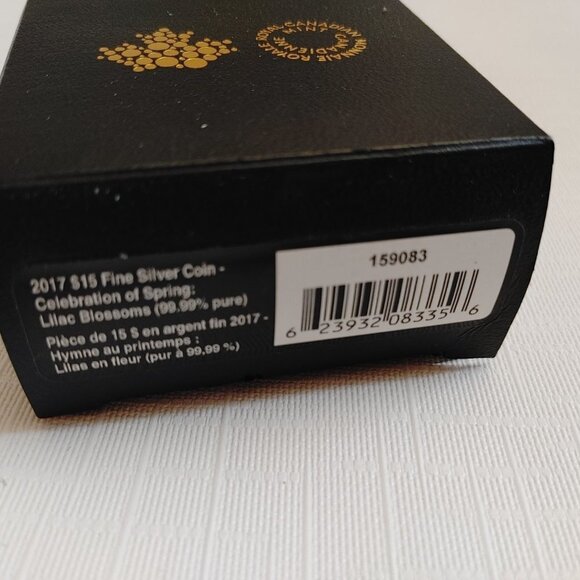 ROYAL CANADIAN MINT
MONNAIE ROYALE CANADIENNE
2017 $15 Fine Silver Coin -
Celebration of Spring:
Lilac Blossoms (99.99% pure)
Pièce de 15 $ en argent fin 2017 -
Hymne au printemps :
Lilas en fleur (pur à 99.99 %)
159083
6 23932 08335 6